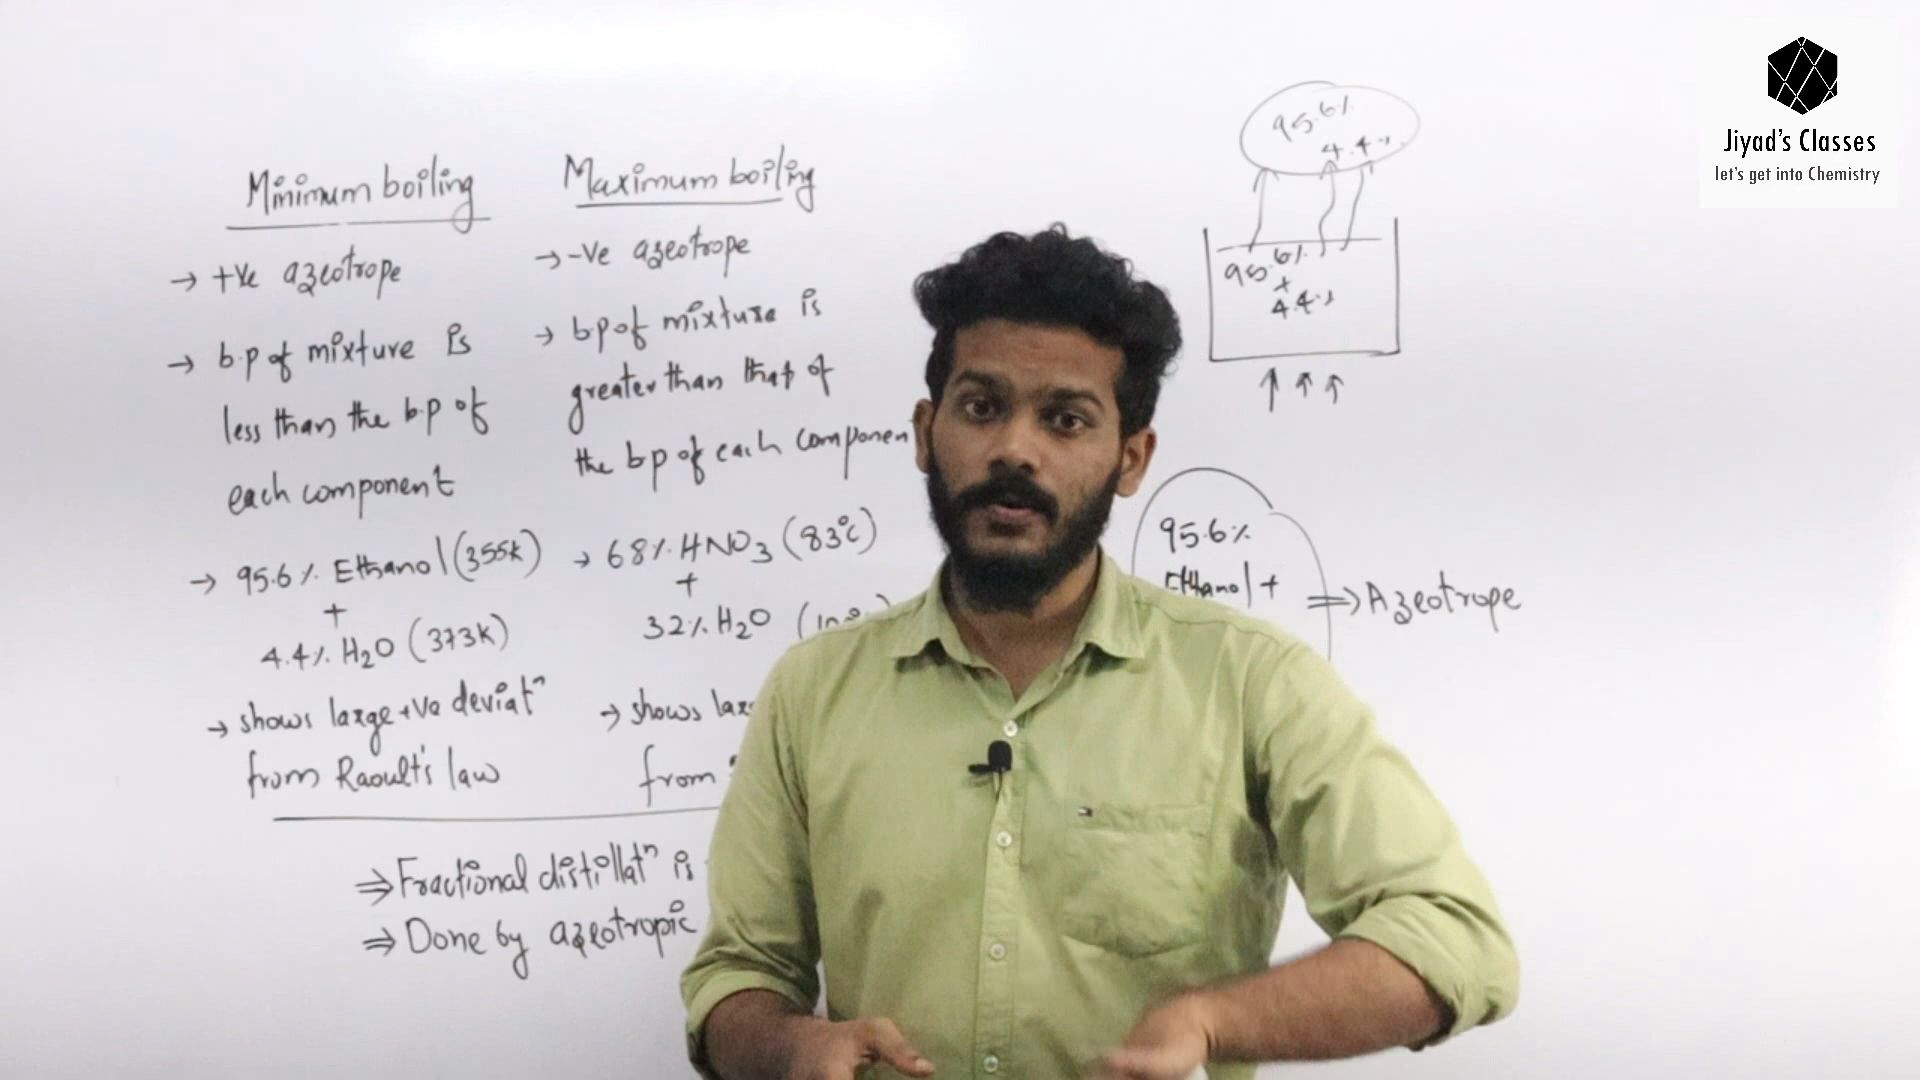 Minimum boiling
→ +ve azeotrope
→ b.p of mixture is
less than the b.p of
each component
→ 95.6% Ethanol (355K)
+
4.4% H2O (373K)
→ shows large +ve deviatⁿ
from Raoult's law
Maximum boiling
→ -ve azeotrope
→ b.p of mixture is
greater than that of
the b.p of each componen
→ 68% HNO3 (83°C)
+
32% H2O (10
→ shows lar
from
⇒ Fractional distillatⁿ is
⇒ Done by azeotropic
95.6%
4.4%
95.6%
+
4.4%
95.6%
Ethanol +
⇒ Azeotrope
Jiyad's Classes
let's get into Chemistry